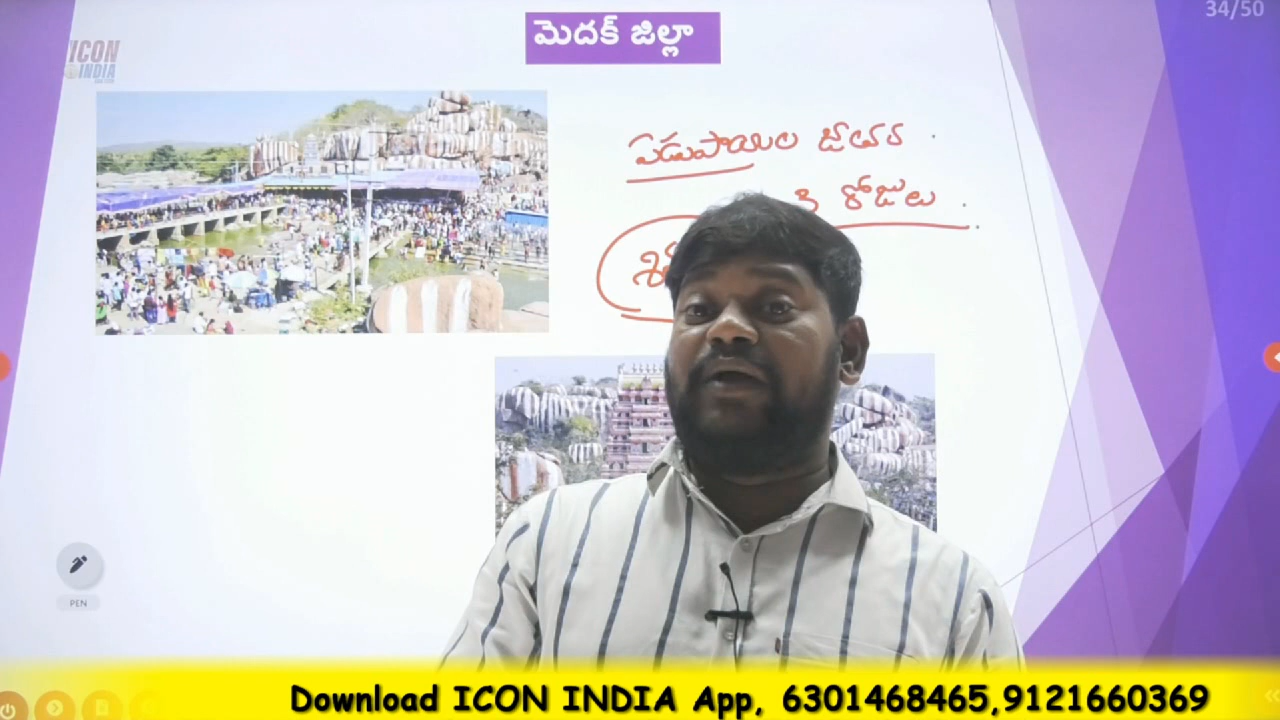 34/50
మెదక్ జిల్లా
ICON
INDIA
ఏడుపాయల జాతర
3 రోజులు
PEN
Download ICON INDIA App, 6301468465,9121660369